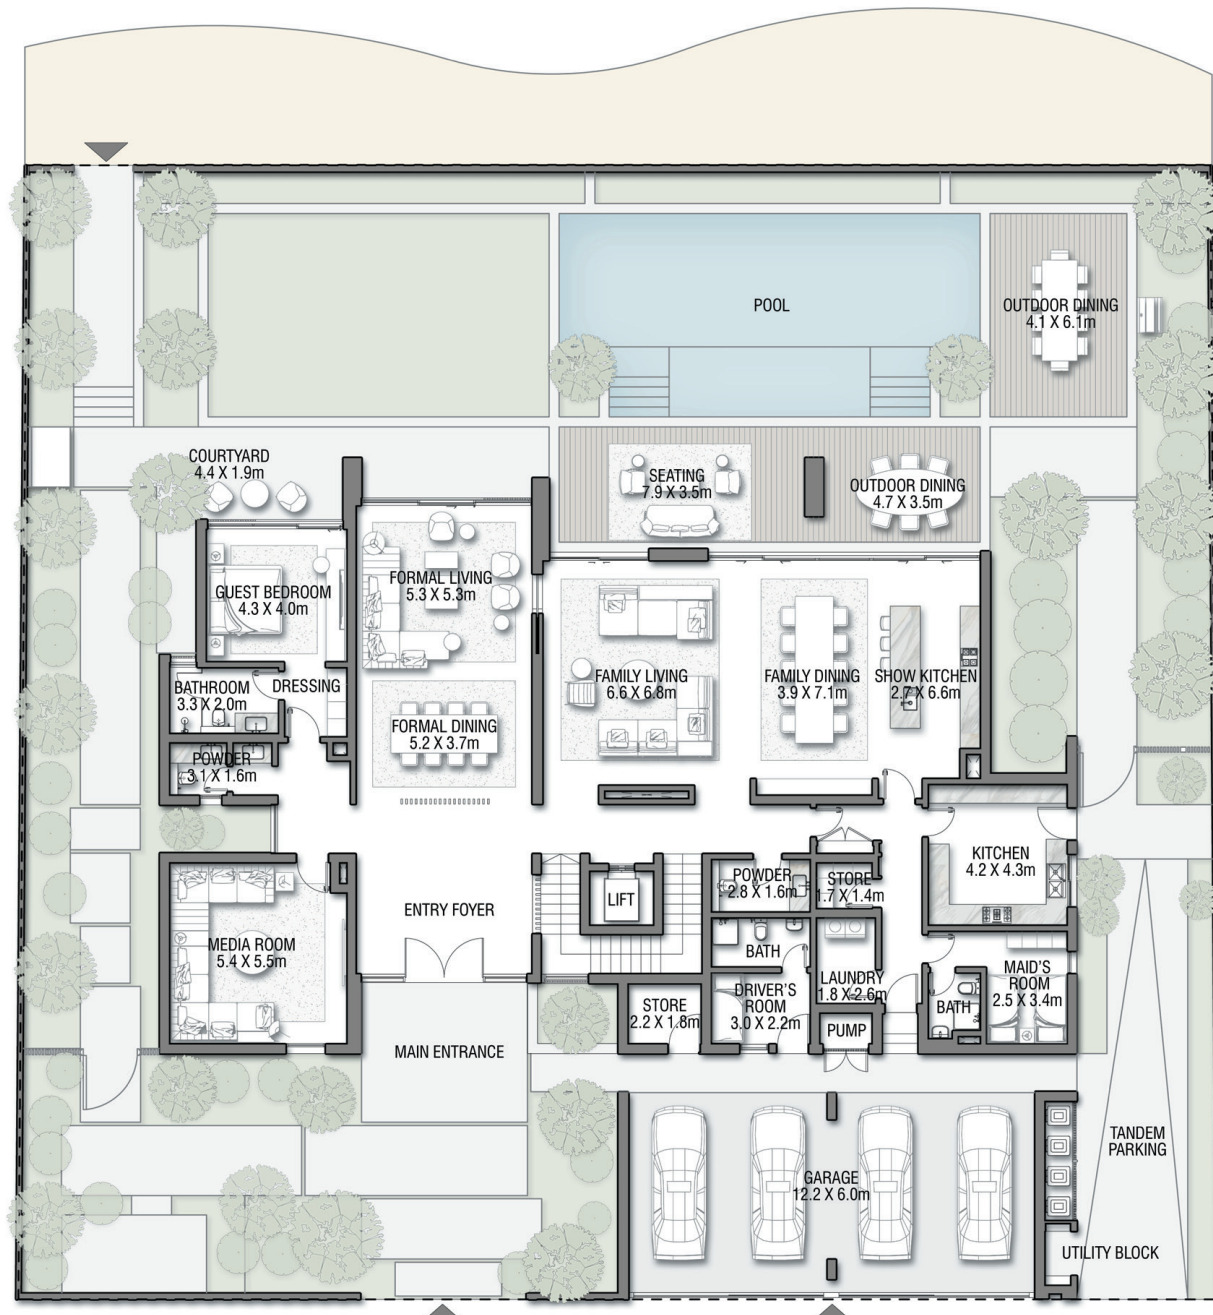 POOL
OUTDOOR DINING
4.1 X 6.1m
COURTYARD
4.4 X 1.9m
SEATING
7.9 X 3.5m
OUTDOOR DINING
4.7 X 3.5m
GUEST BEDROOM
4.3 X 4.0m
FORMAL LIVING
5.3 X 5.3m
BATHROOM
3.3 X 2.0m
DRESSING
FAMILY LIVING
6.6 X 6.8m
FAMILY DINING
3.9 X 7.1m
SHOW KITCHEN
2.7 X 6.6m
FORMAL DINING
5.2 X 3.7m
POWDER
3.1 X 1.6m
KITCHEN
4.2 X 4.3m
POWDER
2.8 X 1.6m
STORE
1.7 X 1.4m
LIFT
ENTRY FOYER
MEDIA ROOM
5.4 X 5.5m
BATH
LAUNDRY
1.8 X 2.6m
MAID'S
ROOM
2.5 X 3.4m
DRIVER'S
ROOM
3.0 X 2.2m
STORE
2.2 X 1.8m
BATH
PUMP
MAIN ENTRANCE
TANDEM
PARKING
GARAGE
12.2 X 6.0m
UTILITY BLOCK